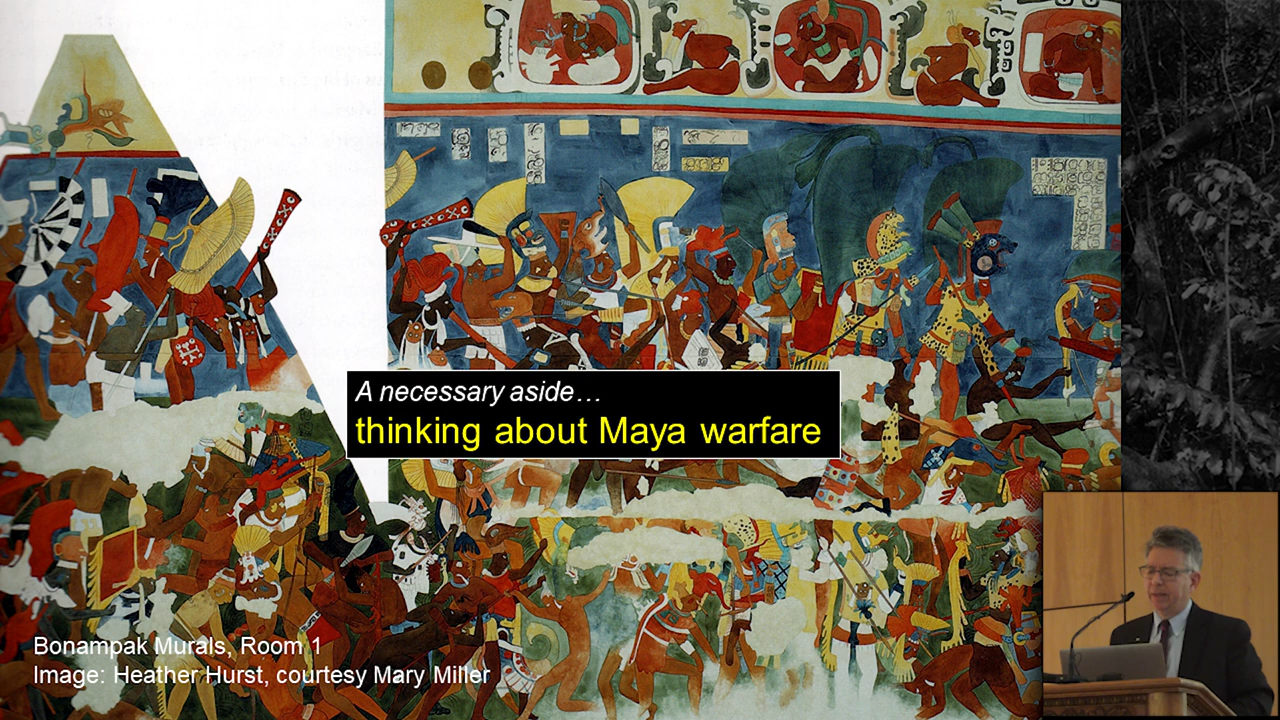 A necessary aside…
thinking about Maya warfare
Bonampak Murals, Room 1
Image: Heather Hurst, courtesy Mary Miller